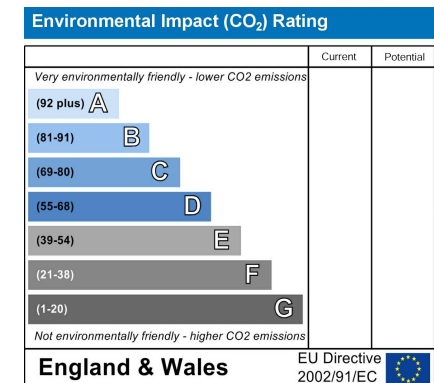 Environmental Impact (CO₂) Rating
Current Potential
Very environmentally friendly - lower CO2 emissions
(92 plus) A
(81-91) B
(69-80) C
(55-68) D
(39-54) E
(21-38) F
(1-20) G
Not environmentally friendly - higher CO2 emissions
England & Wales
EU Directive
2002/91/EC